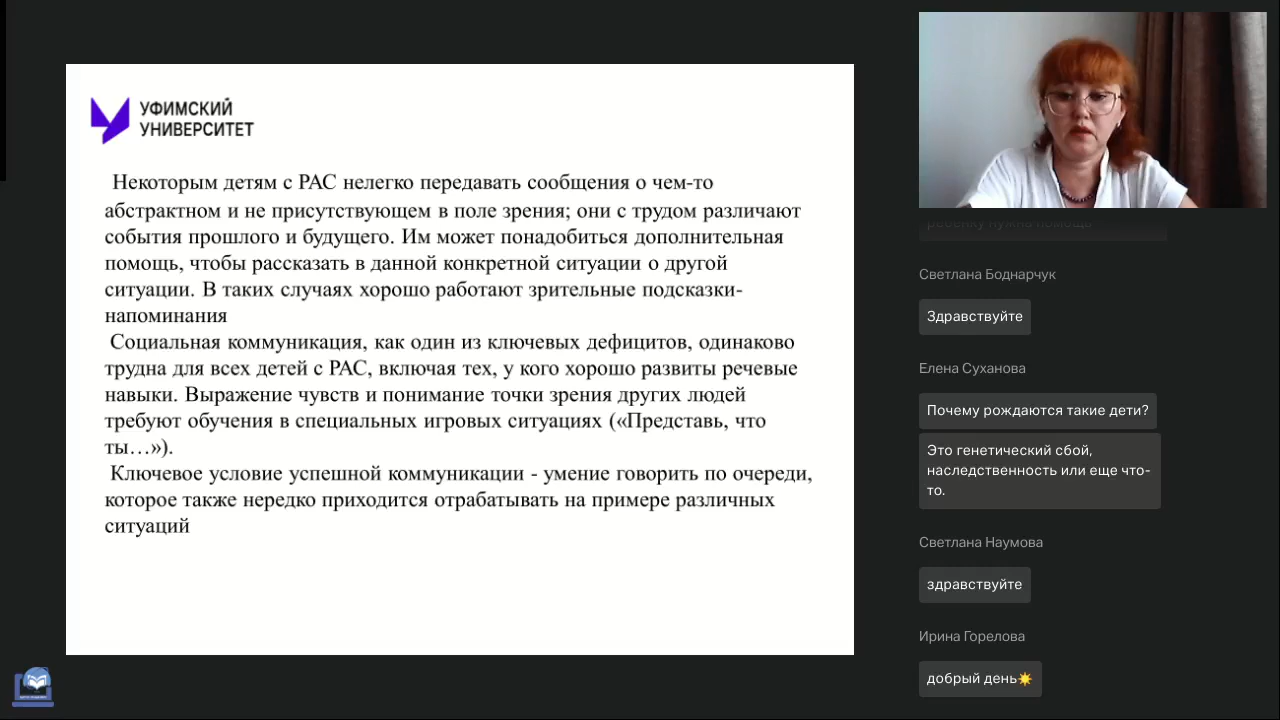 УФИМСКИЙ
УНИВЕРСИТЕТ
Некоторым детям с РАС нелегко передавать сообщения о чем-то
абстрактном и не присутствующем в поле зрения; они с трудом различают
события прошлого и будущего. Им может понадобиться дополнительная
помощь, чтобы рассказать в данной конкретной ситуации о другой
ситуации. В таких случаях хорошо работают зрительные подсказки-
напоминания
Социальная коммуникация, как один из ключевых дефицитов, одинаково
трудна для всех детей с РАС, включая тех, у кого хорошо развиты речевые
навыки. Выражение чувств и понимание точки зрения других людей
требуют обучения в специальных игровых ситуациях («Представь, что
ты…»).
Ключевое условие успешной коммуникации - умение говорить по очереди,
которое также нередко приходится отрабатывать на примере различных
ситуаций
ребенку нужна помощь
Светлана Боднарчук
Здравствуйте
Елена Суханова
Почему рождаются такие дети?
Это генетический сбой,
наследственность или еще что-
то.
Светлана Наумова
здравствуйте
Ирина Горелова
добрый день☀️